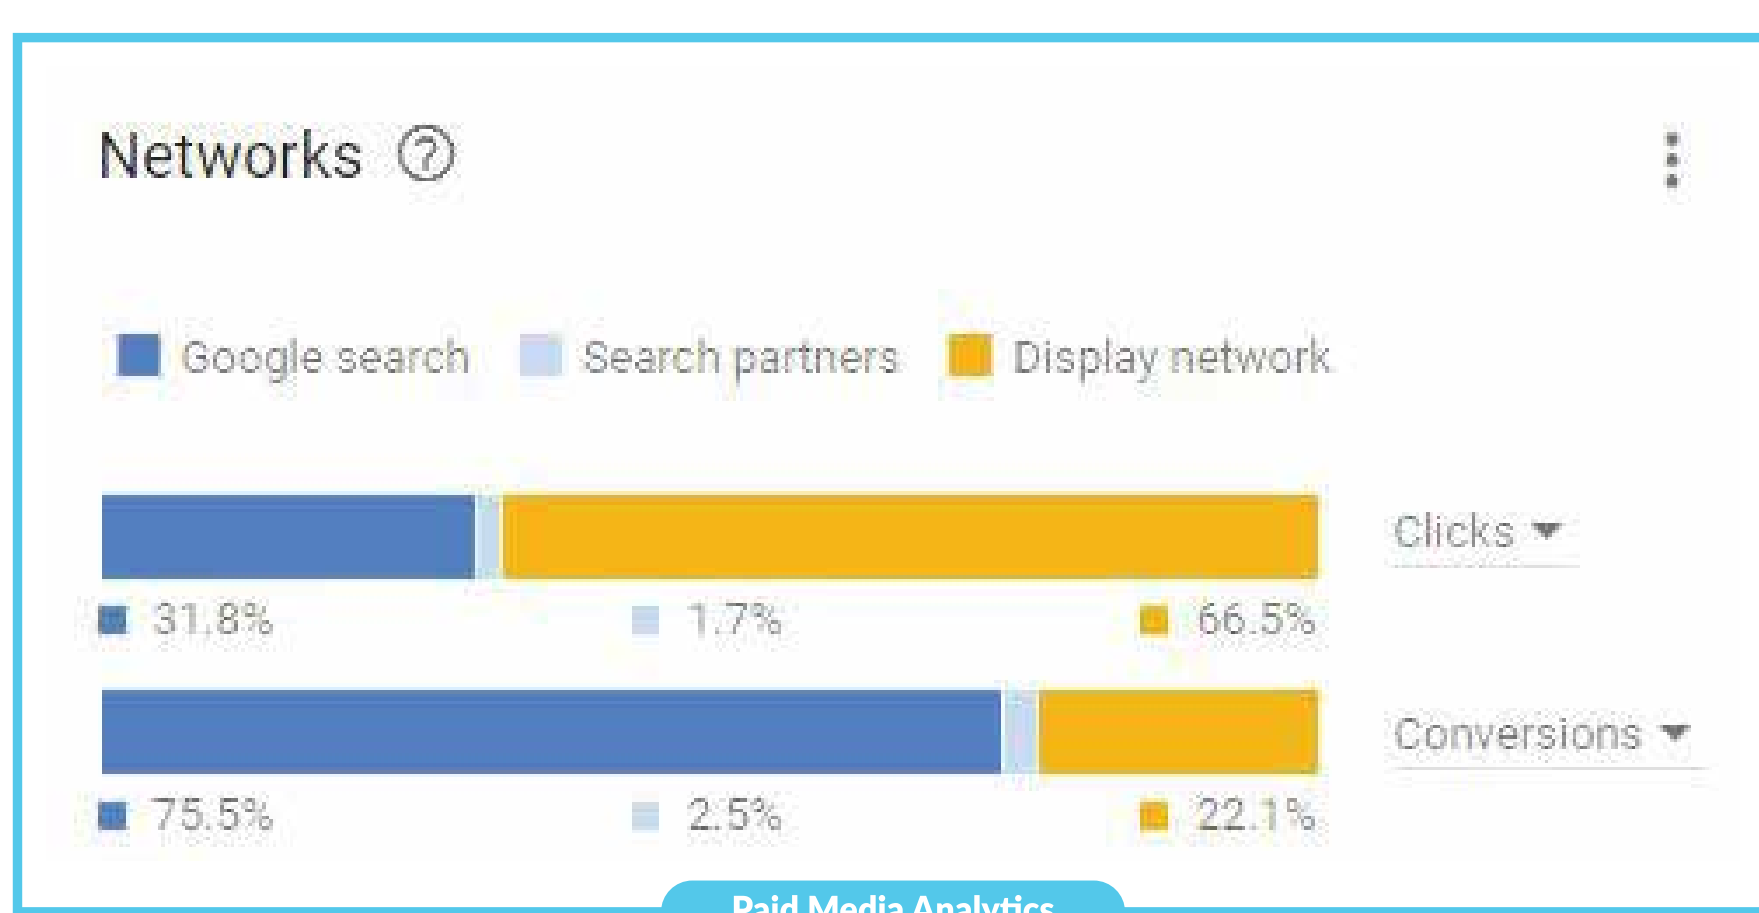 Networks ?
Google search Search partners Display network
Clicks
31.8% 1.7% 66.5%
Conversions
75.5% 2.5% 22.1%
Paid Media Analytics